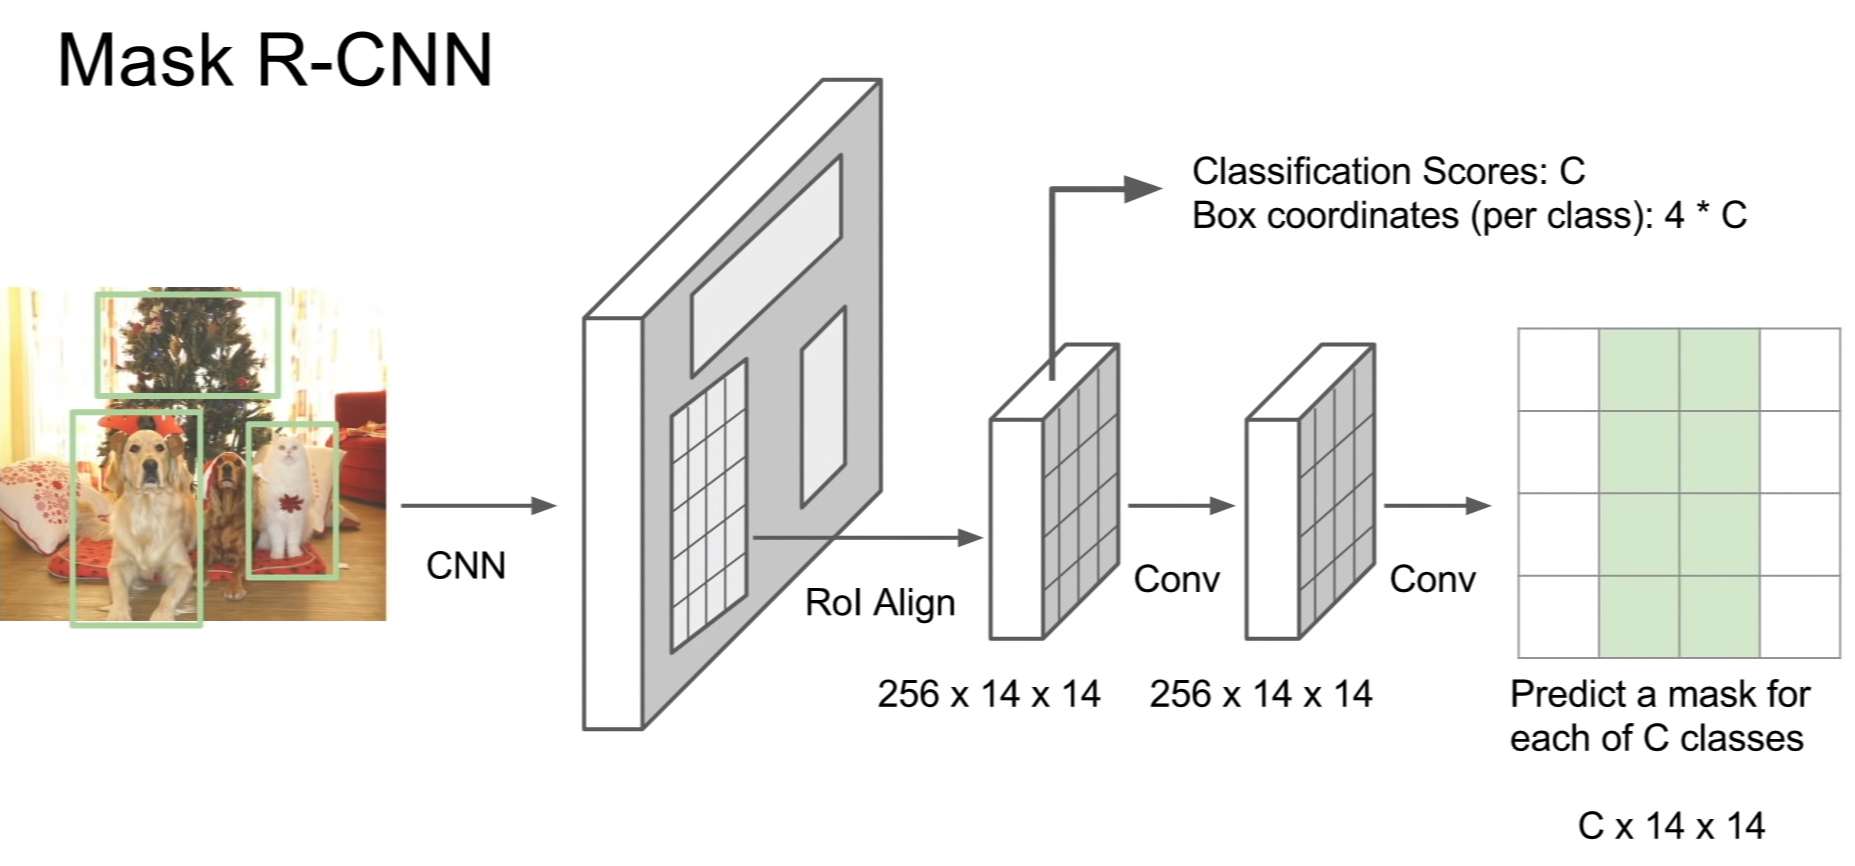 Mask R-CNN
Classification Scores: C
Box coordinates (per class): 4 * C
CNN
RoI Align
Conv
Conv
256 x 14 x 14
256 x 14 x 14
Predict a mask for
each of C classes
C x 14 x 14